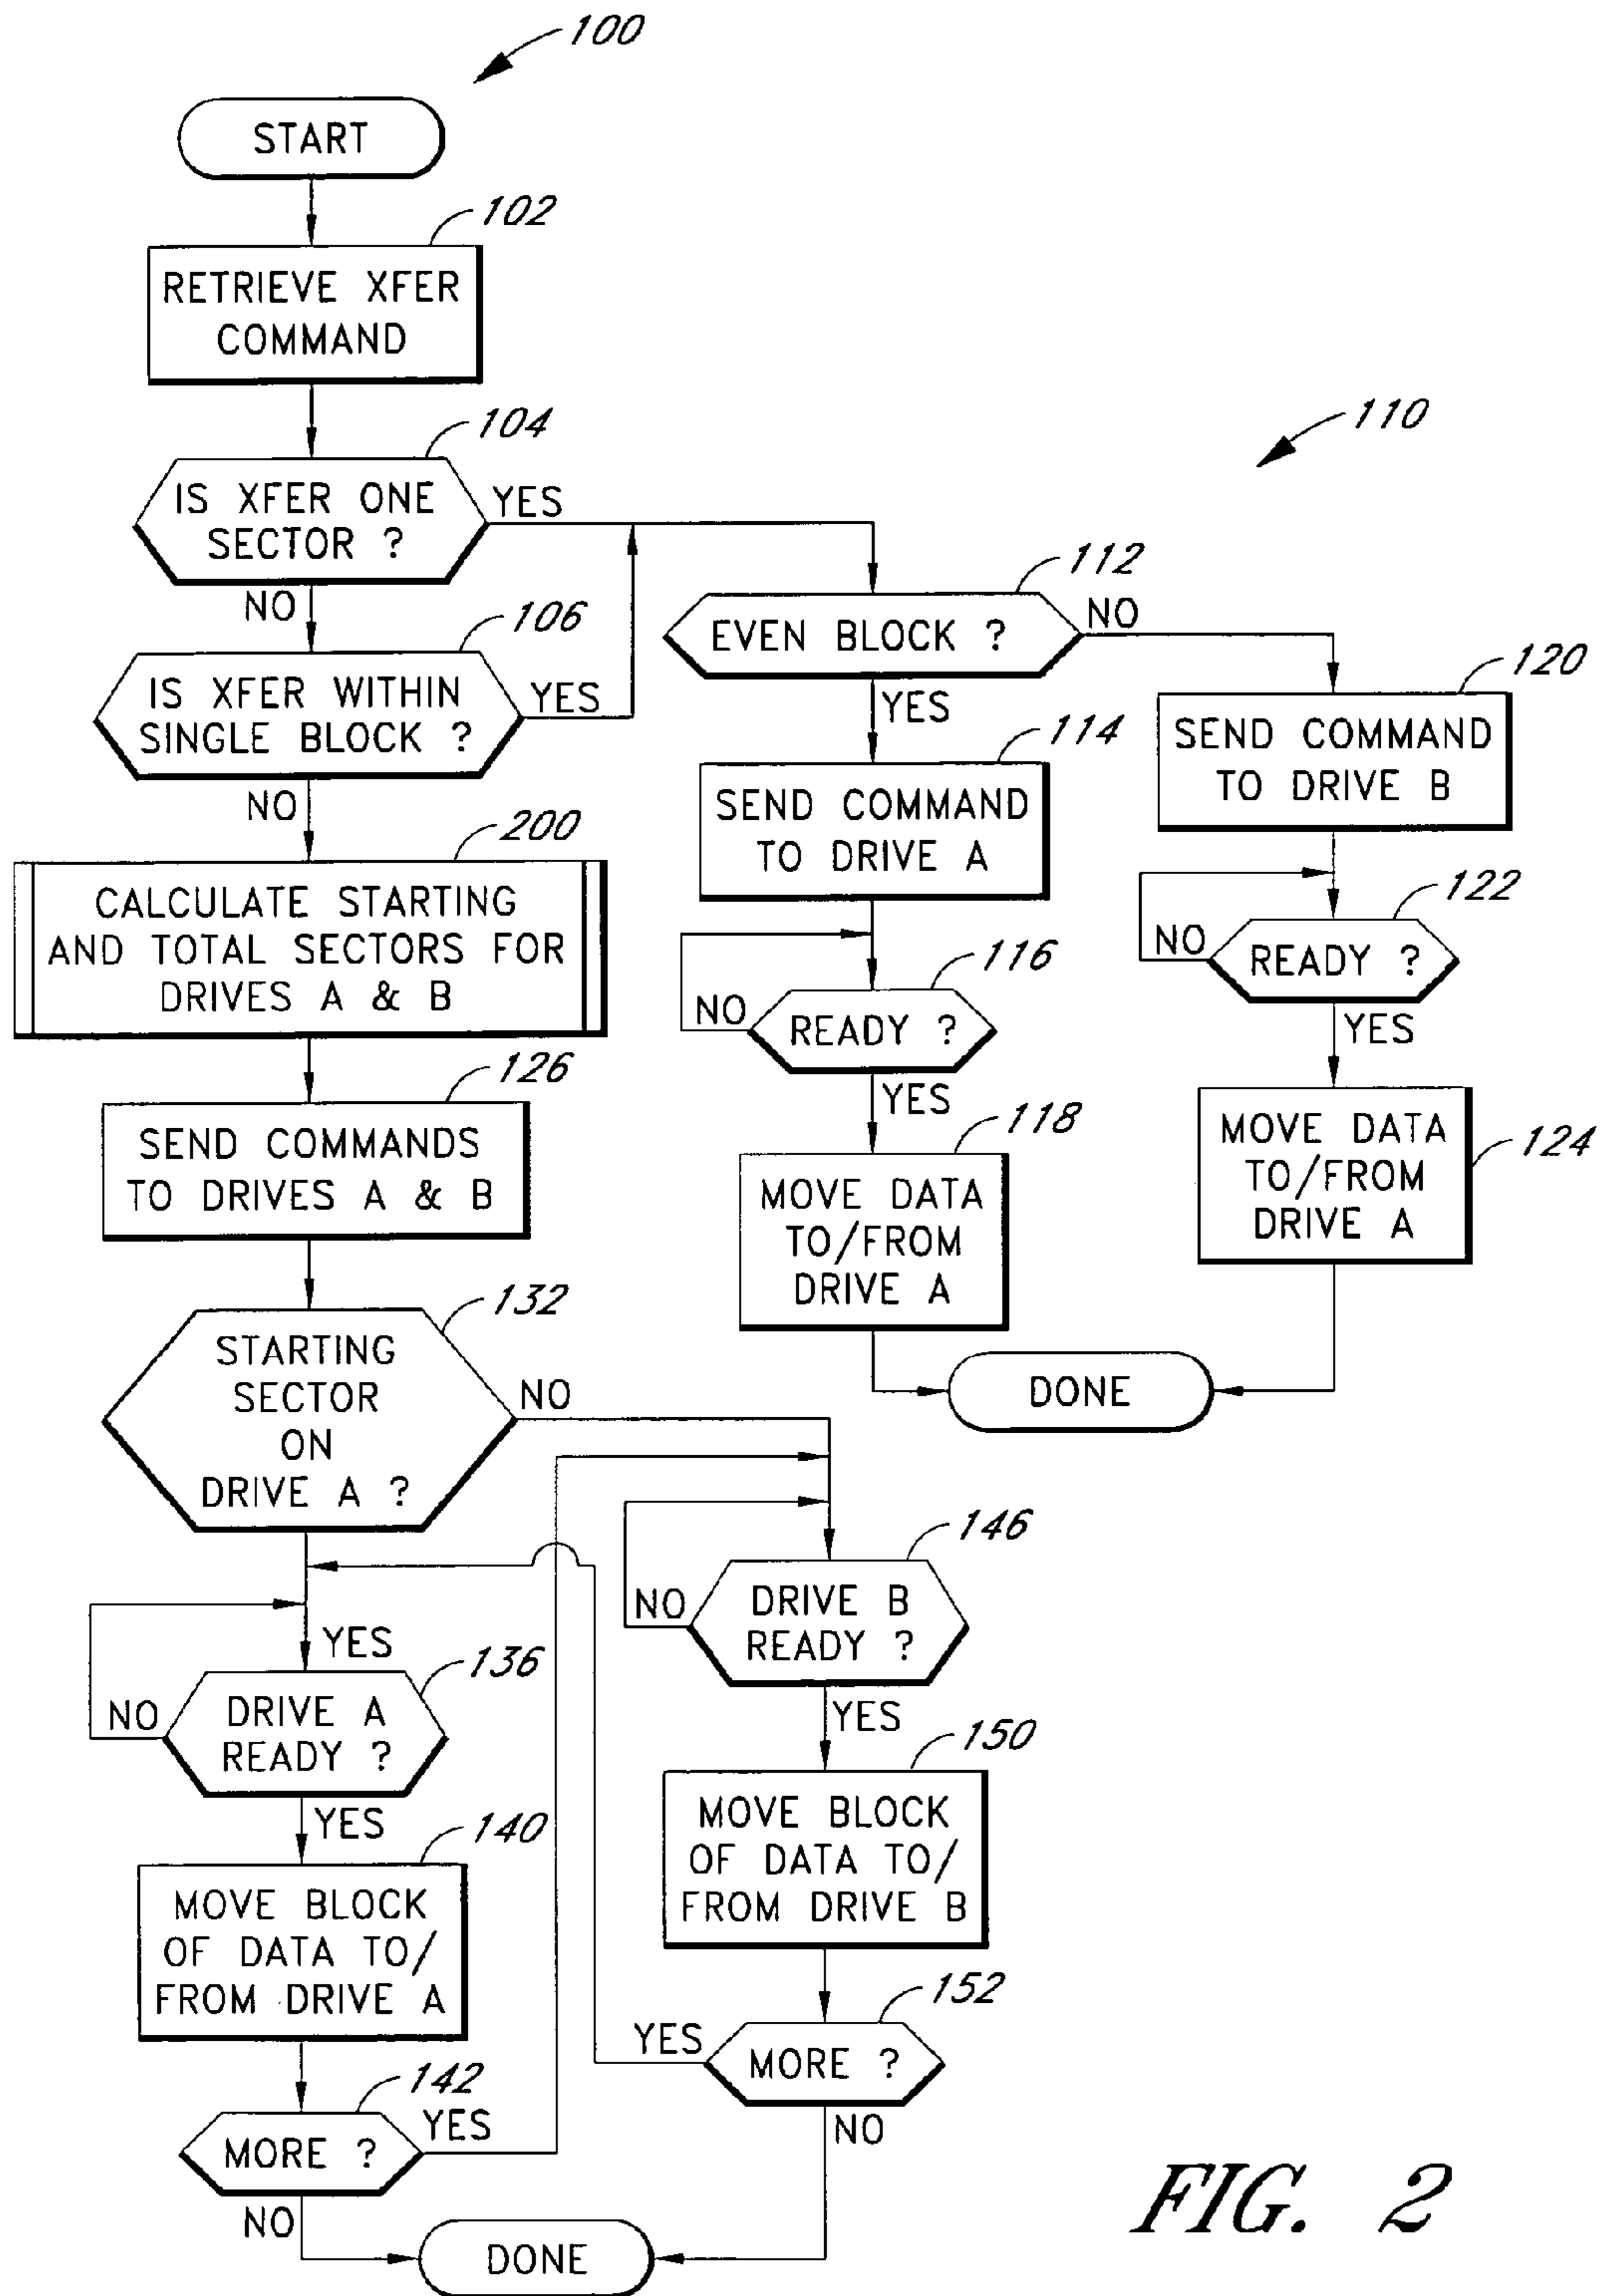 100
START
102
RETRIEVE XFER
COMMAND
104
IS XFER ONE
SECTOR ?
YES
NO
106
IS XFER WITHIN
SINGLE BLOCK ?
YES
NO
200
CALCULATE STARTING
AND TOTAL SECTORS FOR
DRIVES A & B
126
SEND COMMANDS
TO DRIVES A & B
132
STARTING
SECTOR
ON
DRIVE A ?
NO
YES
136
DRIVE A
READY ?
NO
YES
140
MOVE BLOCK
OF DATA TO/
FROM DRIVE A
142
MORE ?
YES
NO
DONE
110
112
EVEN BLOCK ?
NO
YES
114
SEND COMMAND
TO DRIVE A
116
READY ?
NO
YES
118
MOVE DATA
TO/FROM
DRIVE A
120
SEND COMMAND
TO DRIVE B
122
READY ?
NO
YES
124
MOVE DATA
TO/FROM
DRIVE A
DONE
146
DRIVE B
READY ?
NO
YES
150
MOVE BLOCK
OF DATA TO/
FROM DRIVE B
152
MORE ?
YES
NO
FIG. 2